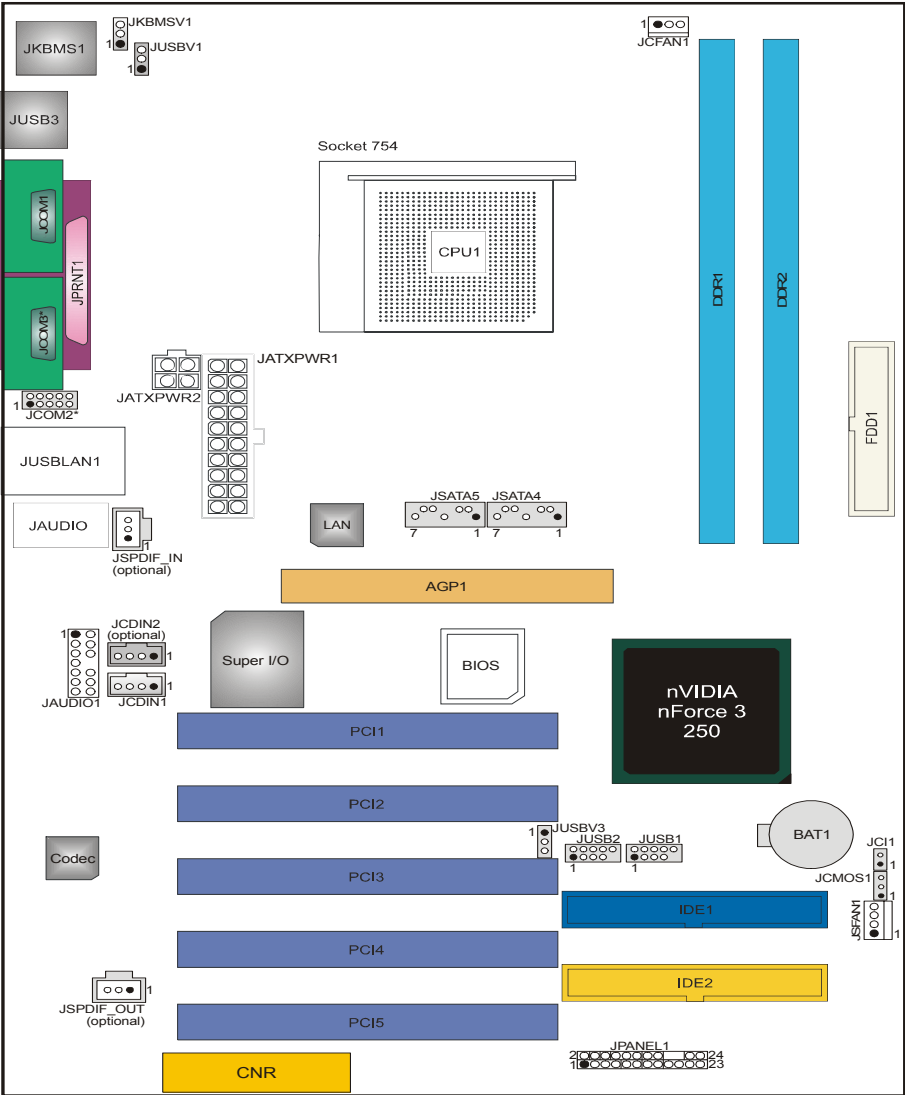 JKBMSV1
1
JKBMS1
JUSBV1
1
1
JCFAN1
JUSB3
Socket 754
CPU1
JCOM1
JPRNT1
JCOM3*
DDR1
DDR2
JATXPWR1
JATXPWR2
1
JCOM2*
FDD1
JUSBLAN1
JAUDIO
1
JSPDIF_IN
(optional)
LAN
JSATA5
JSATA4
7
1
7
1
AGP1
JCDIN2
(optional)
1
1
1
JAUDIO1
JCDIN1
Super I/O
BIOS
nVIDIA
nForce 3
250
PCI1
PCI2
JUSBV3
1
JUSB2
JUSB1
1
1
BAT1
JCI1
1
JCMOS1
1
Codec
PCI3
IDE1
JSFAN1
1
PCI4
IDE2
1
JSPDIF_OUT
(optional)
PCI5
JPANEL1
2
24
1
23
CNR